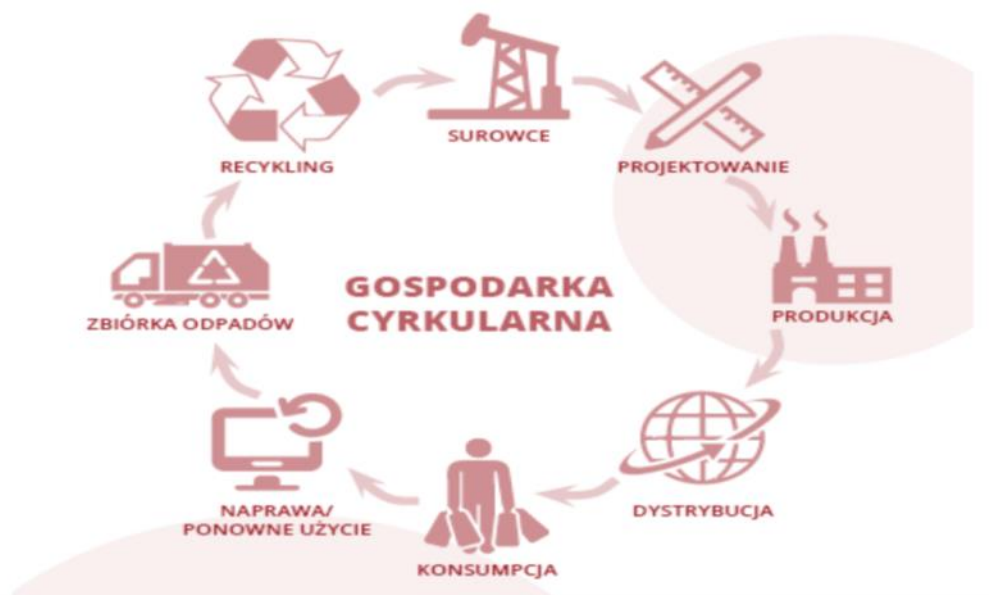 SUROWCE
PROJEKTOWANIE
PRODUKCJA
DYSTRYBUCJA
KONSUMPCJA
NAPRAWA/
PONOWNE UŻYCIE
ZBIÓRKA ODPADÓW
RECYKLING
GOSPODARKA
CYRKULARNA